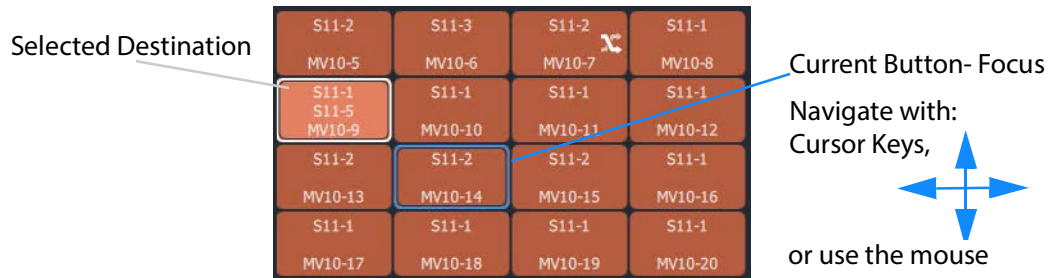 Selected Destination
S11-2 S11-3 S11-2 S11-1
MV10-5 MV10-6 MV10-7 MV10-8
S11-1 S11-1 S11-1 S11-1
S11-5
MV10-9 MV10-10 MV10-11 MV10-12
S11-2 S11-2 S11-2 S11-1
MV10-13 MV10-14 MV10-15 MV10-16
S11-1 S11-1 S11-1 S11-1
MV10-17 MV10-18 MV10-19 MV10-20
Current Button- Focus
Navigate with:
Cursor Keys,
or use the mouse